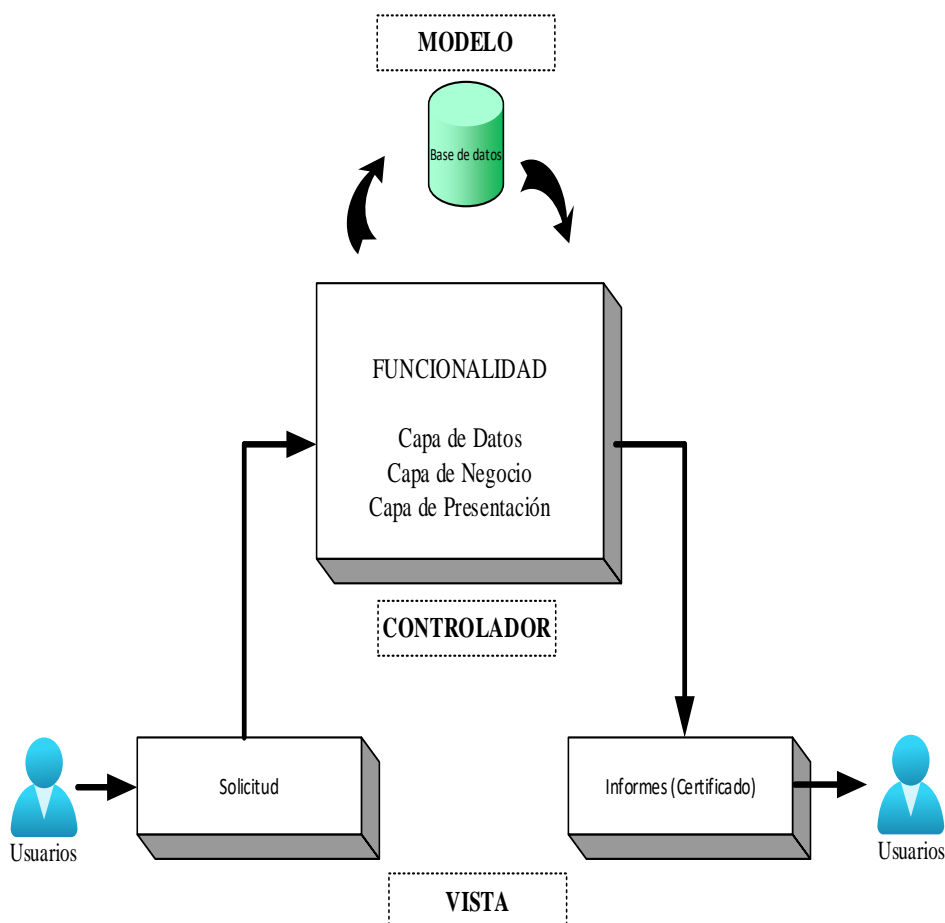 MODELO
Base de datos
FUNCIONALIDAD
Capa de Datos
Capa de Negocio
Capa de Presentación
CONTROLADOR
Solicitud
Informes (Certificado)
Usuarios
Usuarios
VISTA